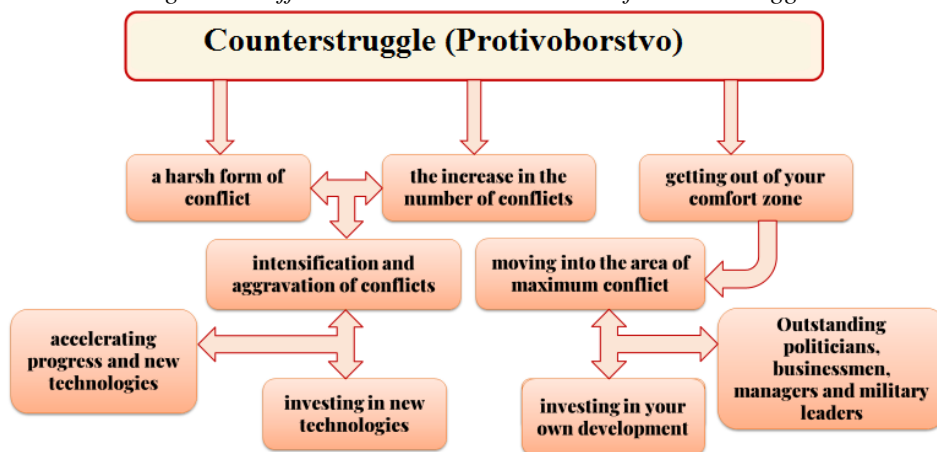 Counterstruggle (Protivoborstvo)
a harsh form of
conflict
the increase in the
number of conflicts
getting out of your
comfort zone
intensification and
aggravation of conflicts
moving into the area of
maximum conflict
accelerating
progress and new
technologies
investing in new
technologies
investing in your
own development
Outstanding
politicians,
businessmen,
managers and military
leaders